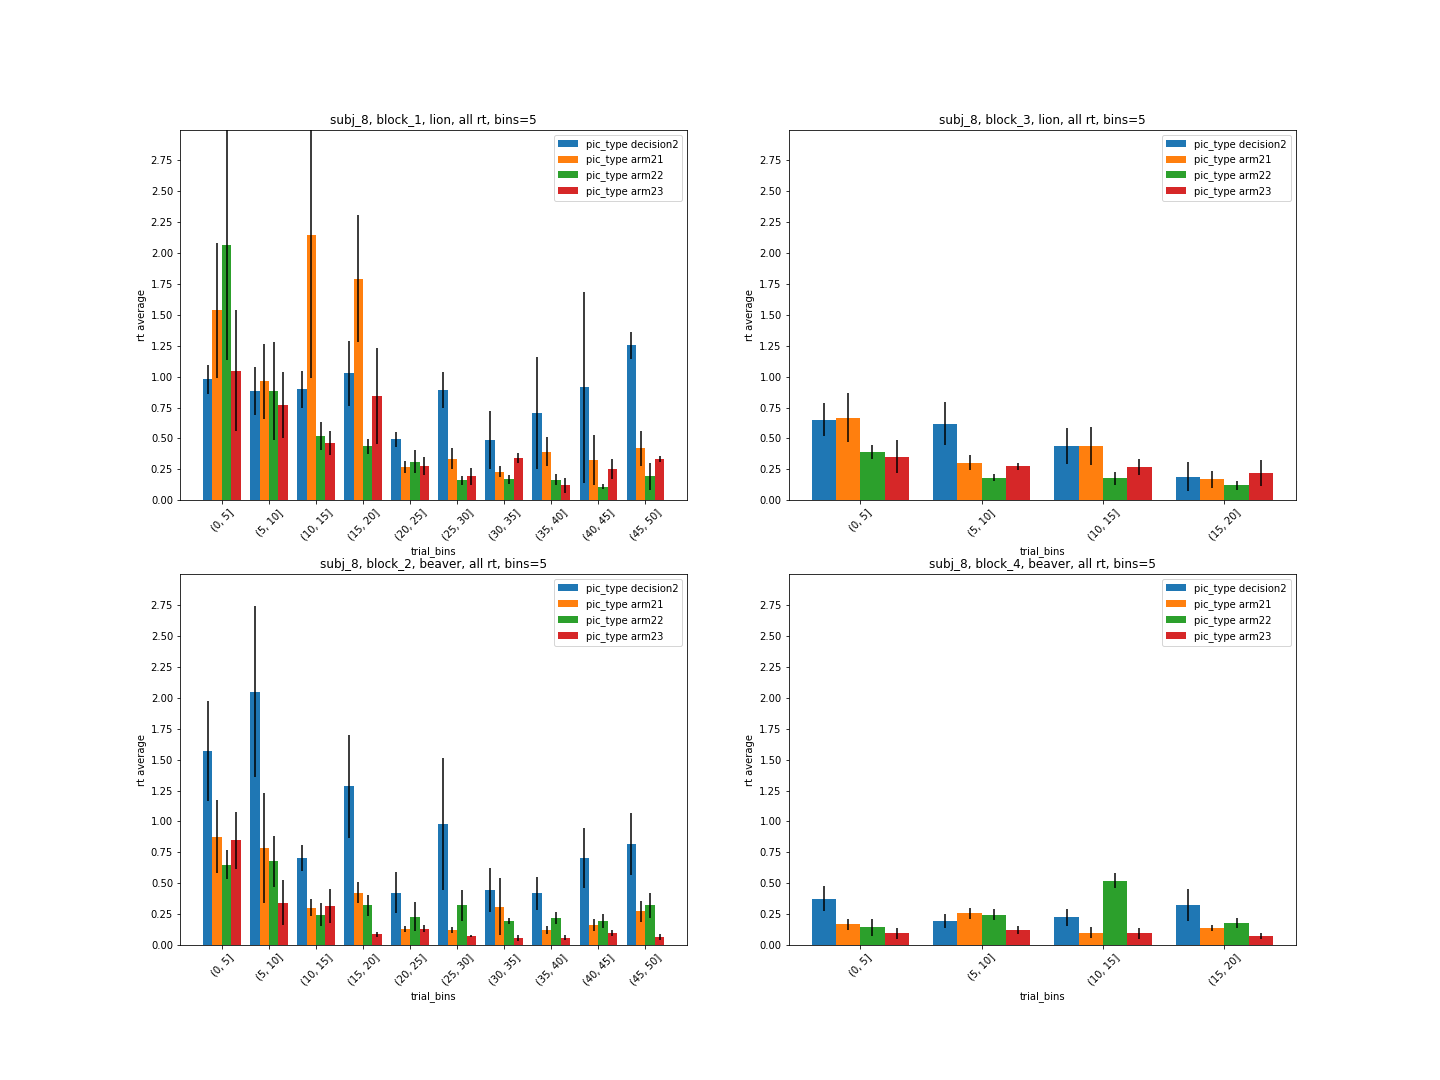 subj_8, block_1, lion, all rt, bins=5
pic_type decision2
pic_type arm21
pic_type arm22
pic_type arm23
rt average
2.75
2.50
2.25
2.00
1.75
1.50
1.25
1.00
0.75
0.50
0.25
0.00
(0, 5]
(5, 10]
(10, 15]
(15, 20]
(20, 25]
(25, 30]
(30, 35]
(35, 40]
(40, 45]
(45, 50]
trial_bins
subj_8, block_3, lion, all rt, bins=5
pic_type decision2
pic_type arm21
pic_type arm22
pic_type arm23
rt average
2.75
2.50
2.25
2.00
1.75
1.50
1.25
1.00
0.75
0.50
0.25
0.00
(0, 5]
(5, 10]
(10, 15]
(15, 20]
trial_bins
subj_8, block_2, beaver, all rt, bins=5
pic_type decision2
pic_type arm21
pic_type arm22
pic_type arm23
rt average
2.75
2.50
2.25
2.00
1.75
1.50
1.25
1.00
0.75
0.50
0.25
0.00
(0, 5]
(5, 10]
(10, 15]
(15, 20]
(20, 25]
(25, 30]
(30, 35]
(35, 40]
(40, 45]
(45, 50]
trial_bins
subj_8, block_4, beaver, all rt, bins=5
pic_type decision2
pic_type arm21
pic_type arm22
pic_type arm23
rt average
2.75
2.50
2.25
2.00
1.75
1.50
1.25
1.00
0.75
0.50
0.25
0.00
(0, 5]
(5, 10]
(10, 15]
(15, 20]
trial_bins